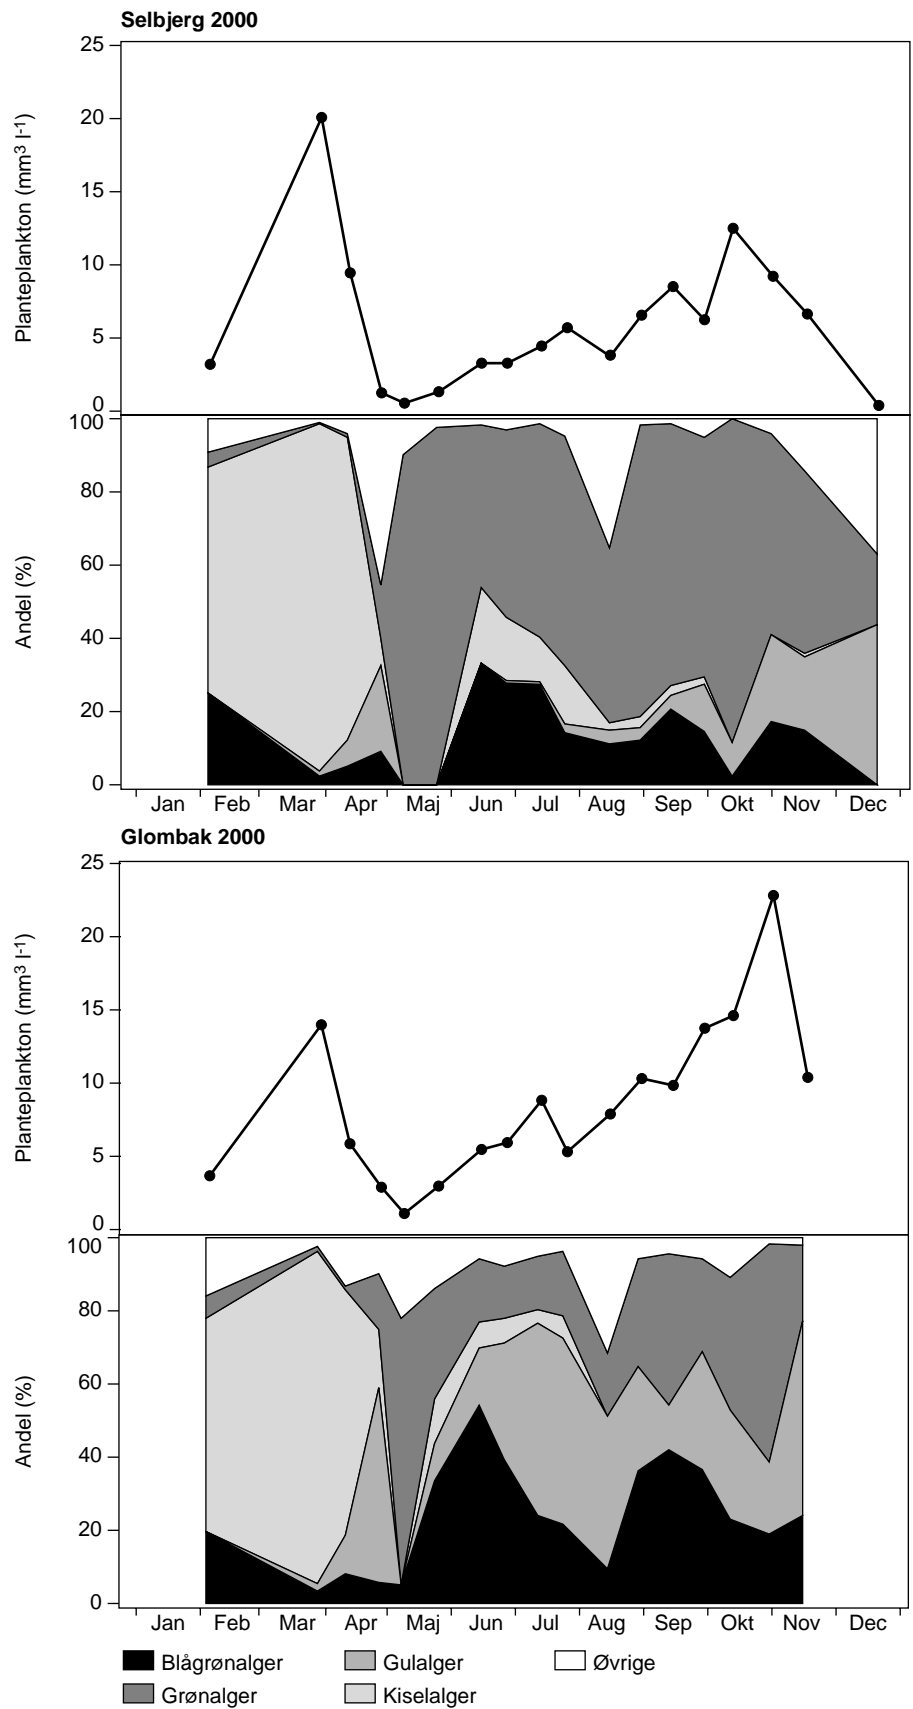 Selbjerg 2000
Planteplankton (mm³ l⁻¹)
25
20
15
10
5
0
Andel (%)
100
80
60
40
20
0
Jan Feb Mar Apr Maj Jun Jul Aug Sep Okt Nov Dec
Glombak 2000
Planteplankton (mm³ l⁻¹)
25
20
15
10
5
0
Andel (%)
100
80
60
40
20
0
Jan Feb Mar Apr Maj Jun Jul Aug Sep Okt Nov Dec
Blågrønalger Gulalger Øvrige
Grønalger Kiselalger